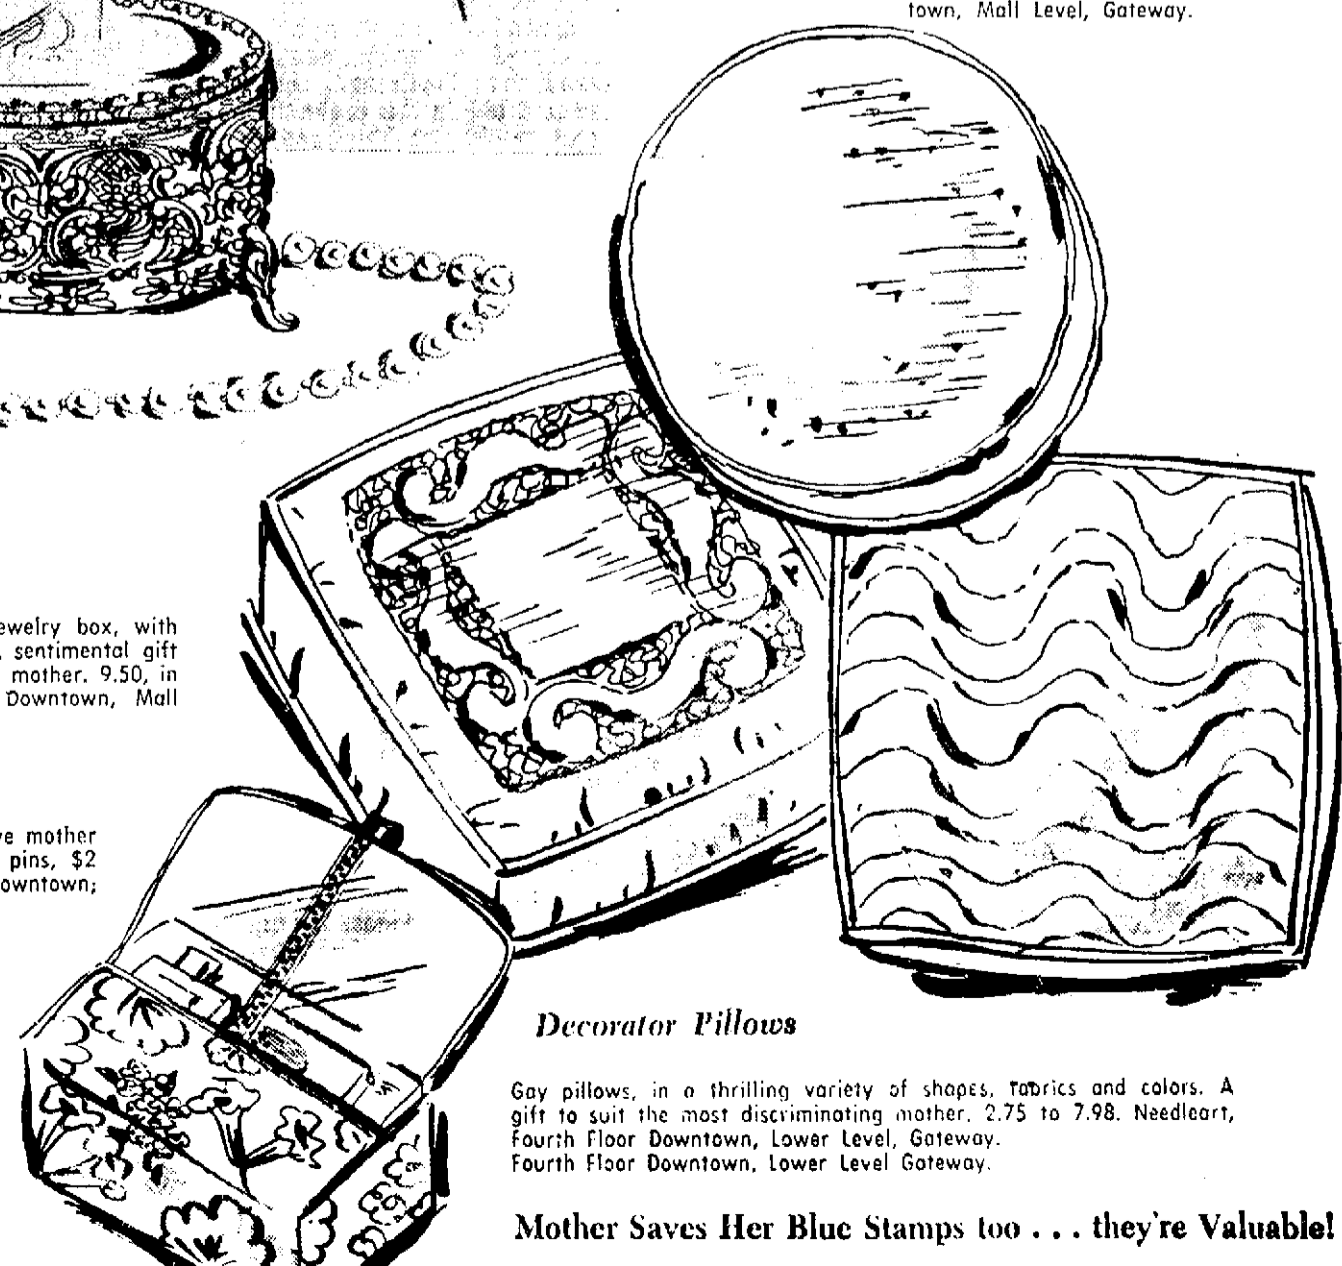 town, Mall Level, Gateway.
ewelry box, with
sentimental gift
mother. 9.50, in
Downtown, Mall
ve mother
pins, $2
owntown;
Decorator Pillows
Gay pillows, in a thrilling variety of shapes, fabrics and colors. A
gift to suit the most discriminating mother. 2.75 to 7.98. Needleart,
Fourth Floor Downtown, Lower Level, Gateway.
Fourth Floor Downtown, Lower Level Gateway.
Mother Saves Her Blue Stamps too . . . they're Valuable!